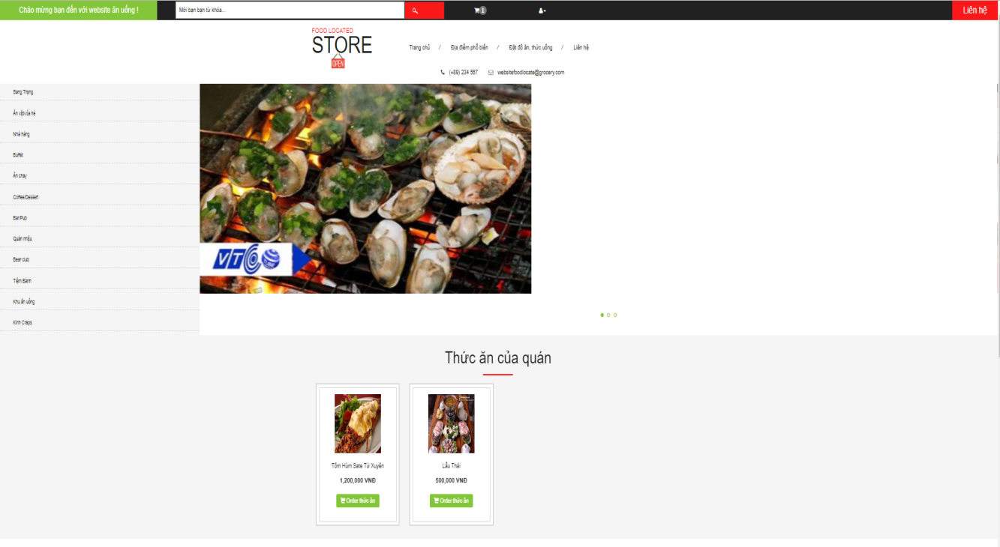 Chào mừng bạn đến với website ăn uống !
Mời bạn bạn từ khóa...
1
Liên hệ
FOOD LOCATED
STORE
OPEN
Trang chủ / Địa điểm phổ biến / Đặt đồ ăn, thức uống / Liên hệ
(+89) 234 567 websitefoodlocate@grocery.com
Sang Trọng
Ăn vặt/vỉa hè
Nhà hàng
Buffet
Ăn chay
Coffee/Dessert
Bar/Pub
Quán nhậu
Bear club
Tiệm Bánh
Khu ăn uống
Kinh Craps
VTC
Thức ăn của quán
Tôm Hùm Sate Tứ Xuyên
1,200,000 VNĐ
Order thức ăn
Lẩu Thái
500,000 VNĐ
Order thức ăn